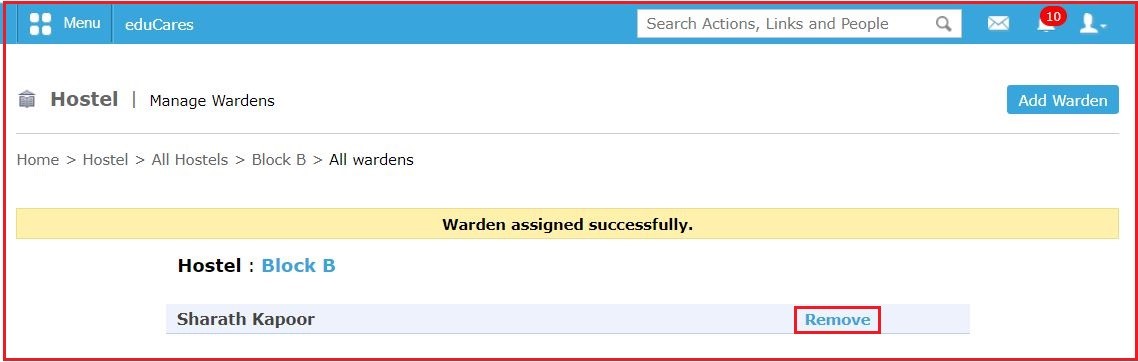 Menu eduCares Search Actions, Links and People 10
Hostel | Manage Wardens Add Warden
Home > Hostel > All Hostels > Block B > All wardens
Warden assigned successfully.
Hostel : Block B
Sharath Kapoor Remove